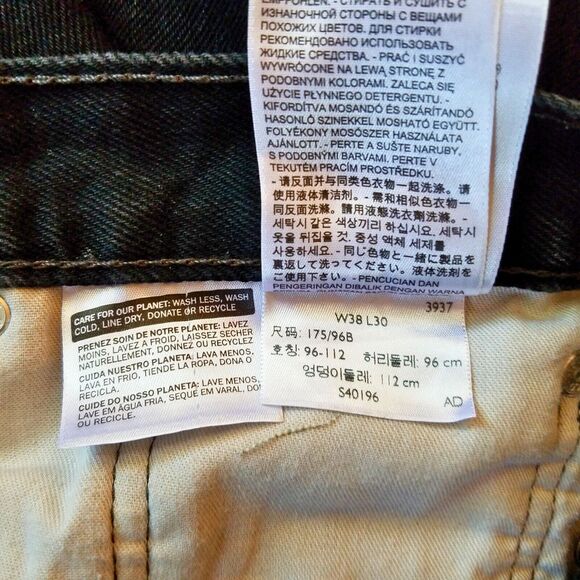 EMPFOHLEN. - СТИРАТЬ И СУШИТЬ С
ИЗНАНОЧНОЙ СТОРОНЫ С ВЕЩАМИ
ПОХОЖИХ ЦВЕТОВ. ДЛЯ СТИРКИ
РЕКОМЕНДОВАНО ИСПОЛЬЗОВАТЬ
ЖИДКИЕ СРЕДСТВА. - PRAĆ I SUSZYĆ
WYWRÓCONE NA LEWĄ STRONĘ Z
PODOBNYMI KOLORAMI. ZALECA SIĘ
UŻYCIE PŁYNNEGO DETERGENTU. -
KIFORDÍTVA MOSANDÓ ÉS SZÁRÍTANDÓ
HASONLÓ SZINEKKEL MOSHATÓ EGYÜTT.
FOLYÉKONY MOSÓSZER HASZNÁLATA
AJÁNLOTT. - PERTE A SUŠTE NARUBY,
S PODOBNÝMI BARVAMI. PERTE V
TEKUTÉM PRACÍM PROSTŘEDKU.
- 请反面并与同类色衣物一起洗涤。请
使用液体清洁剂。- 需和相似色衣物一
同反面洗滌。請用液態洗衣劑洗滌。-
세탁시 같은 색상끼리 하십시요. 세탁시
옷을 뒤집을 것. 중성 액체 세제를
사용하십시오. - 同じ色物と一緒に製品を
裏返して洗ってください。液体洗剤をご
使用ください。- PENCUCIAN DAN
PENGERINGAN DIBALIK DENGAN WARNA
CARE FOR OUR PLANET: WASH LESS, WASH
COLD, LINE DRY, DONATE OR RECYCLE
PRENEZ SOIN DE NOTRE PLANETE: LAVEZ
MOINS, LAVEZ A FROID, LAISSEZ SECHER
NATURELLEMENT, DONNEZ OU RECYCLEZ
CUIDA NUESTRO PLANETA: LAVA MENOS,
LAVA EN FRIO, TIENDE LA ROPA, DONA O
RECICLA.
CUIDE DO NOSSO PLANETA: LAVE MENOS,
LAVE EM ÁGUA FRIA, SEQUE EM VARAL, DOE
OU RECICLE.
3937
W38 L30
尺码: 175/96B
호칭: 96-112 허리둘레: 96 cm
엉덩이둘레: 112 cm
S40196
AD